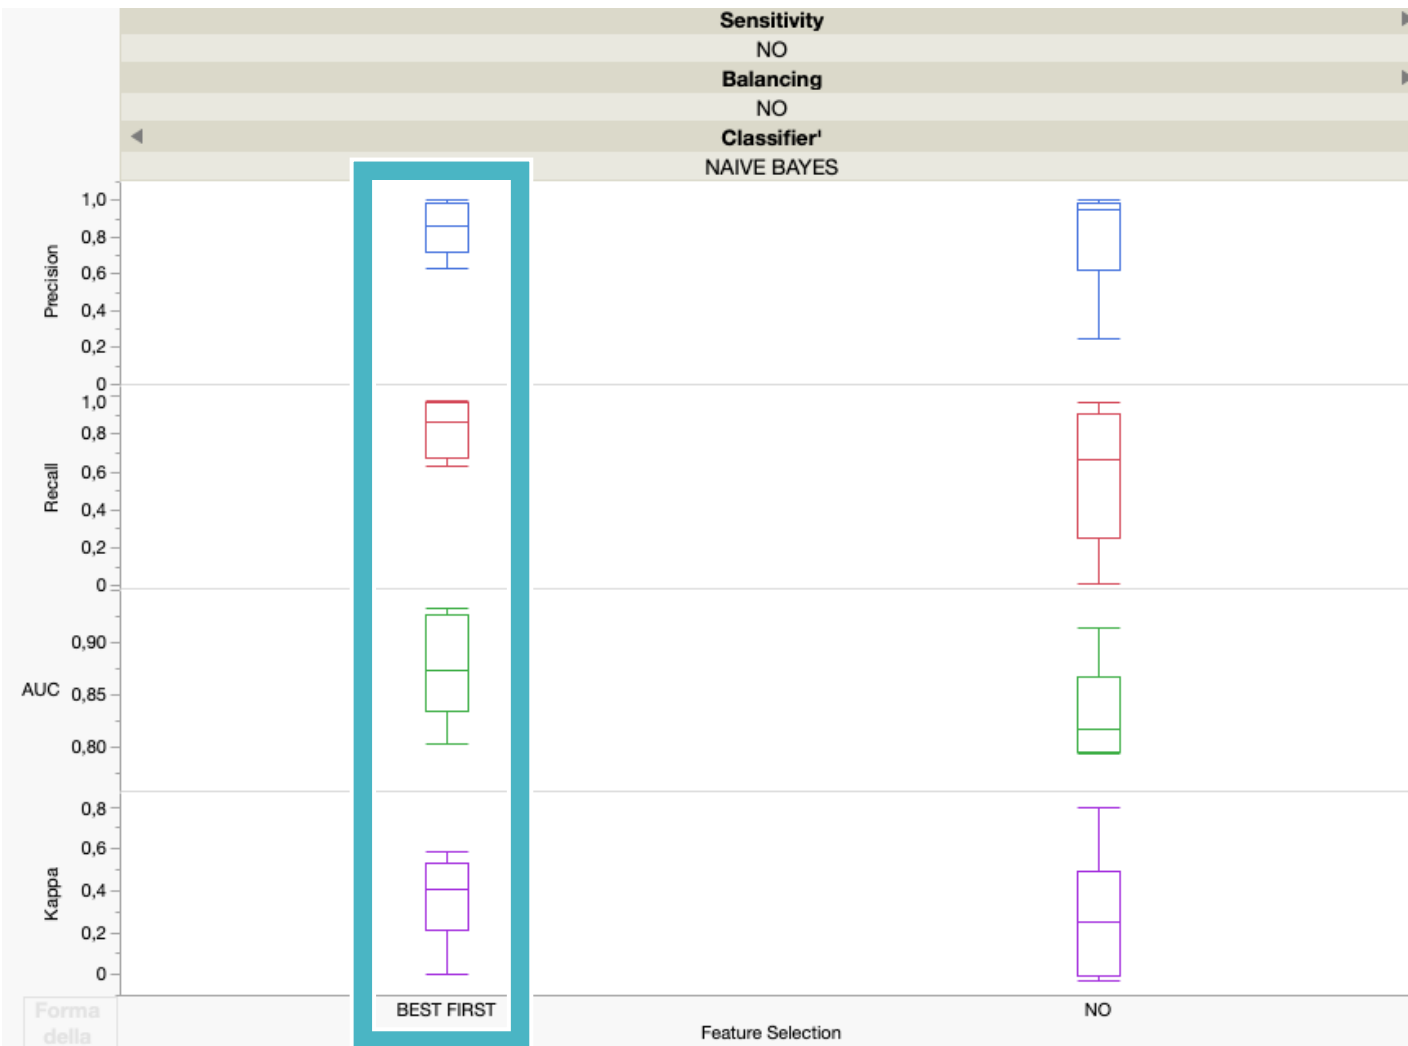 Sensitivity
NO
Balancing
NO
Classifier'
NAIVE BAYES
Precision
1,0
0,8
0,6
0,4
0,2
0
Recall
1,0
0,8
0,6
0,4
0,2
0
AUC
0,90
0,85
0,80
Kappa
0,8
0,6
0,4
0,2
0
BEST FIRST
NO
Feature Selection
Forma
della